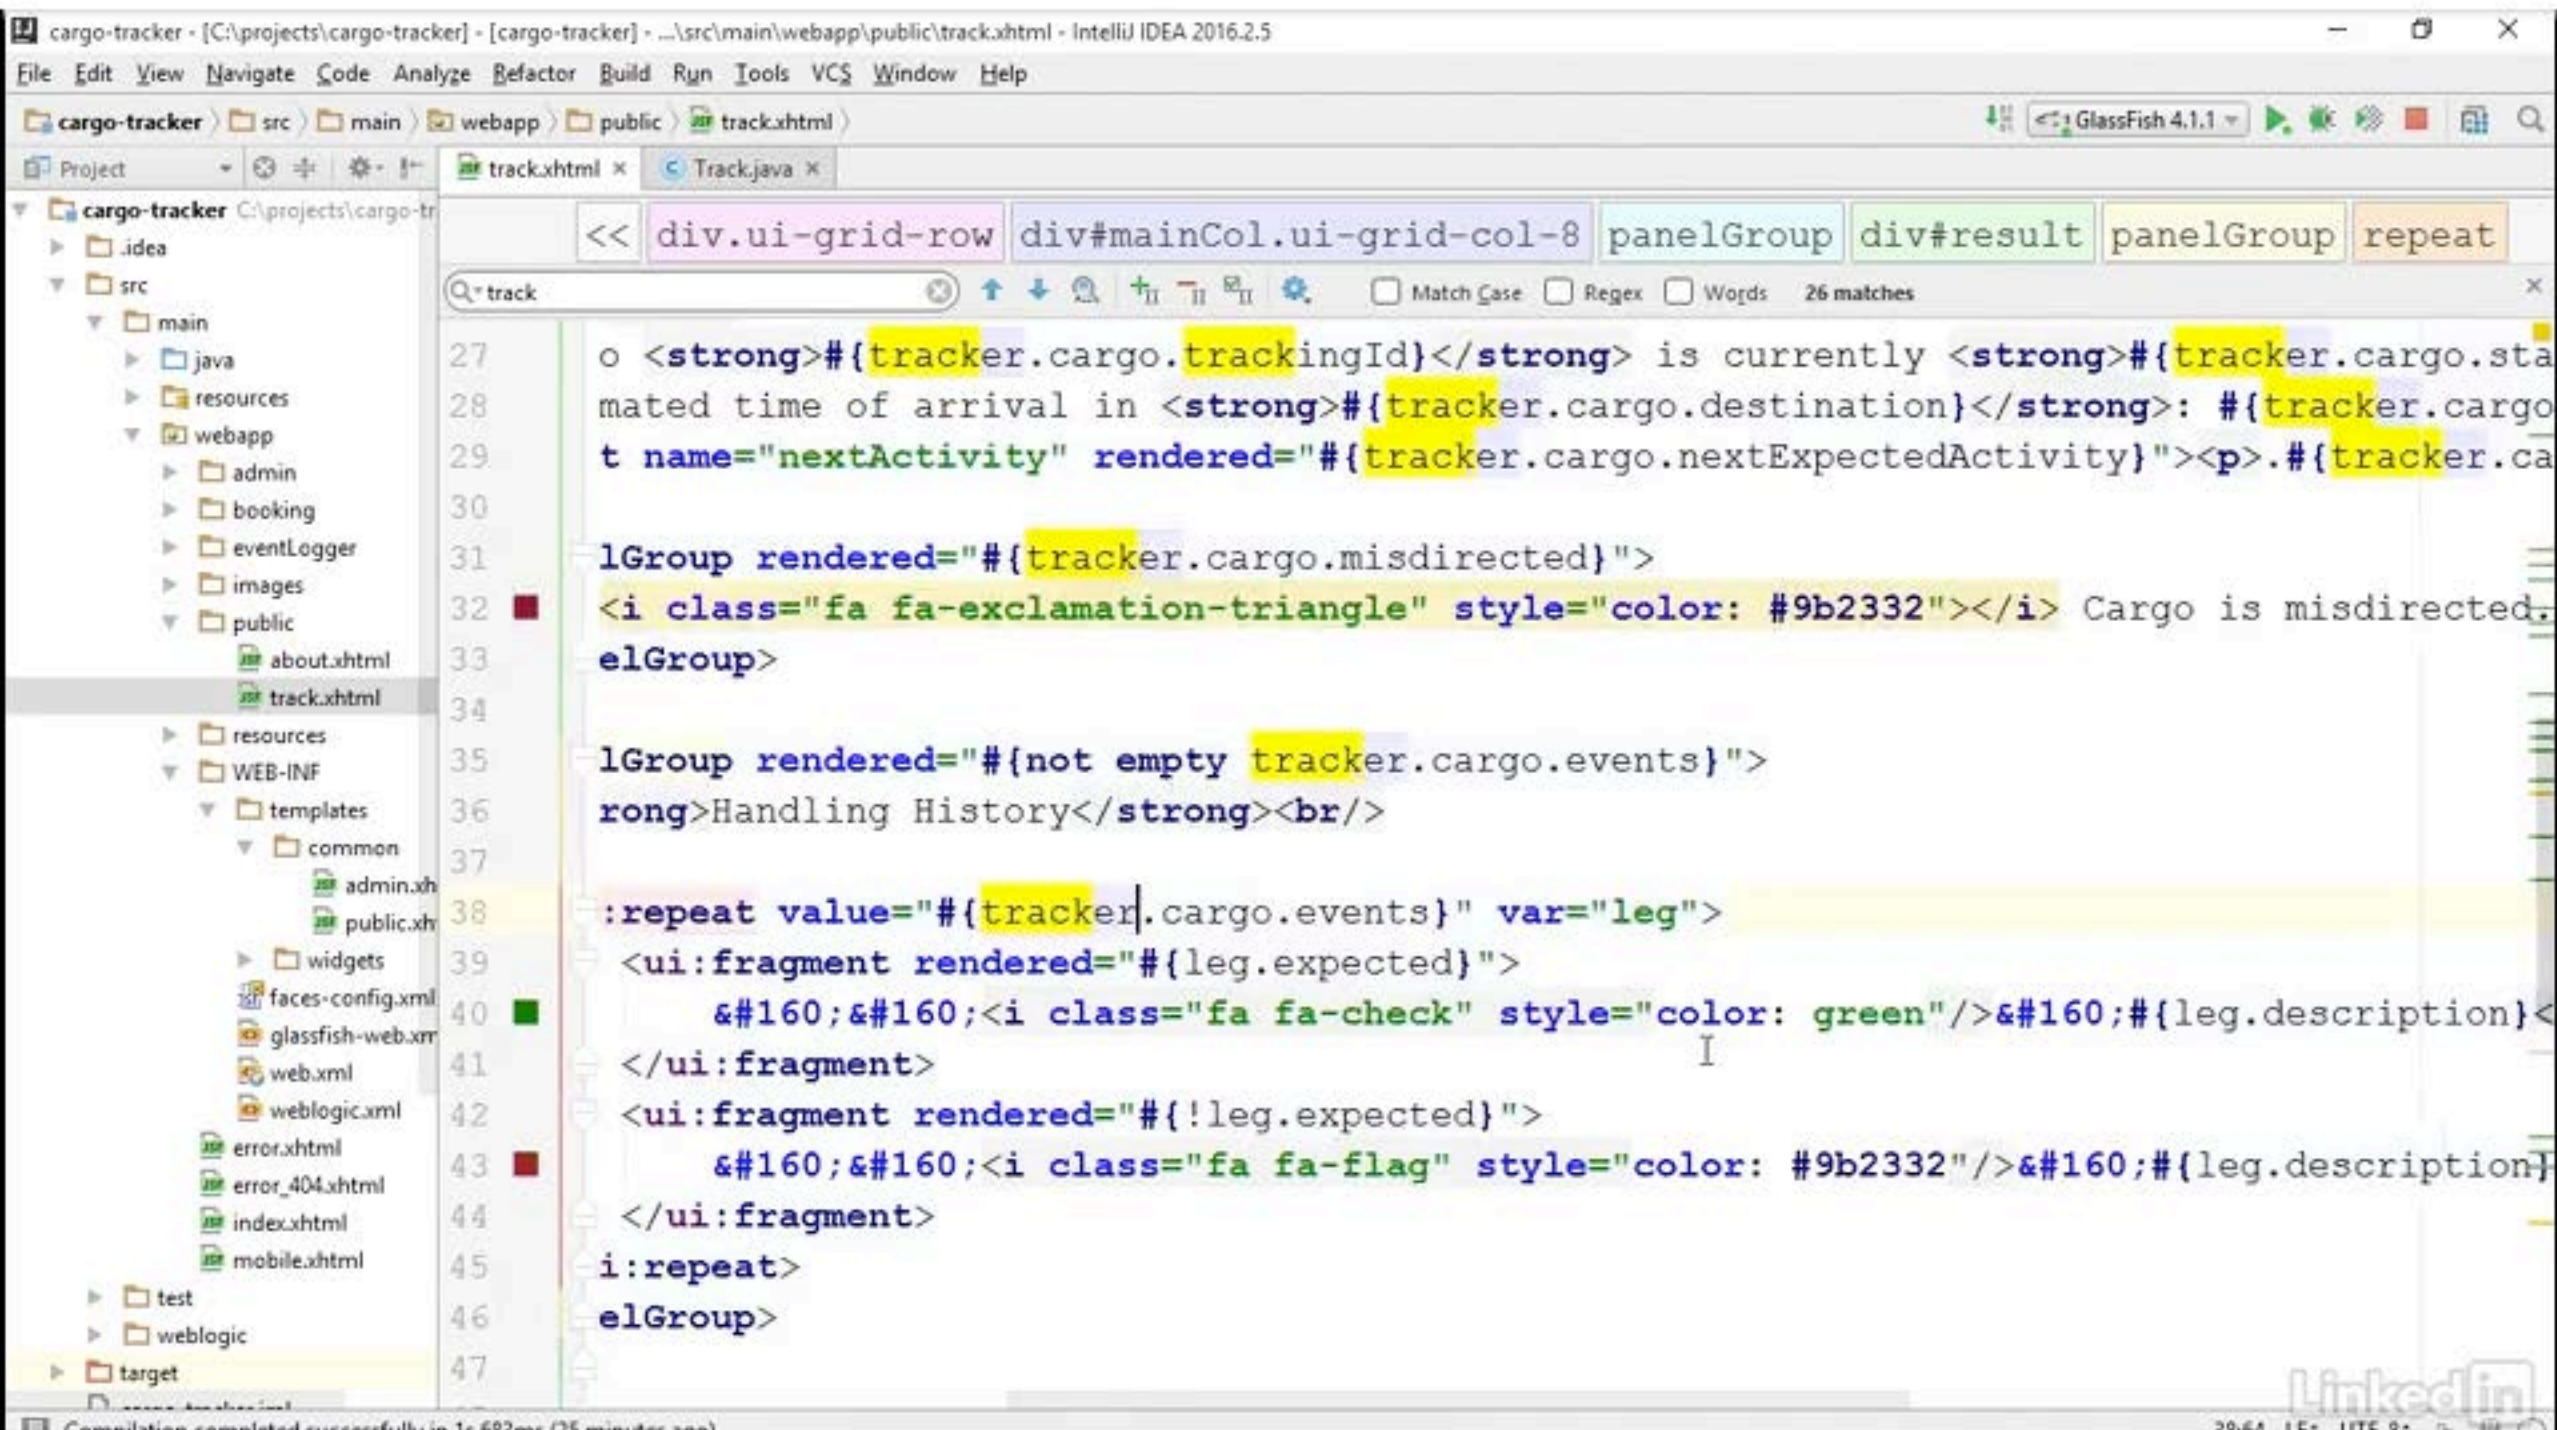 cargo-tracker - [C:\projects\cargo-tracker] - [cargo-tracker] - ...\src\main\webapp\public\track.xhtml - IntelliJ IDEA 2016.2.5
File Edit View Navigate Code Analyze Refactor Build Run Tools VCS Window Help
cargo-tracker src main webapp public track.xhtml
GlassFish 4.1.1
Project
track.xhtml Track.java
cargo-tracker C:\projects\cargo-tr
.idea
src
main
java
resources
webapp
admin
booking
eventLogger
images
public
about.xhtml
track.xhtml
resources
WEB-INF
templates
common
admin.xh
public.xh
widgets
faces-config.xml
glassfish-web.xm
web.xml
weblogic.xml
error.xhtml
error_404.xhtml
index.xhtml
mobile.xhtml
test
weblogic
target
<< div.ui-grid-row div#mainCol.ui-grid-col-8 panelGroup div#result panelGroup repeat
track Match Case Regex Words 26 matches
27 o <strong>#{tracker.cargo.trackingId}</strong> is currently <strong>#{tracker.cargo.sta
28 mated time of arrival in <strong>#{tracker.cargo.destination}</strong>: #{tracker.cargo
29 t name="nextActivity" rendered="#{tracker.cargo.nextExpectedActivity}"><p>.#{tracker.ca
30
31 lGroup rendered="#{tracker.cargo.misdirected}">
32 <i class="fa fa-exclamation-triangle" style="color: #9b2332"></i> Cargo is misdirected.
33 elGroup>
34
35 lGroup rendered="#{not empty tracker.cargo.events}">
36 rong>Handling History</strong><br/>
37
38 :repeat value="#{tracker.cargo.events}" var="leg">
39 <ui:fragment rendered="#{leg.expected}">
40 &#160;&#160;<i class="fa fa-check" style="color: green"/>&#160;#{leg.description}<
41 </ui:fragment>
42 <ui:fragment rendered="#{!leg.expected}">
43 &#160;&#160;<i class="fa fa-flag" style="color: #9b2332"/>&#160;#{leg.description}
44 </ui:fragment>
45 i:repeat>
46 elGroup>
47
LinkedIn
Compilation completed successfully in 1s 683ms (25 minutes ago)